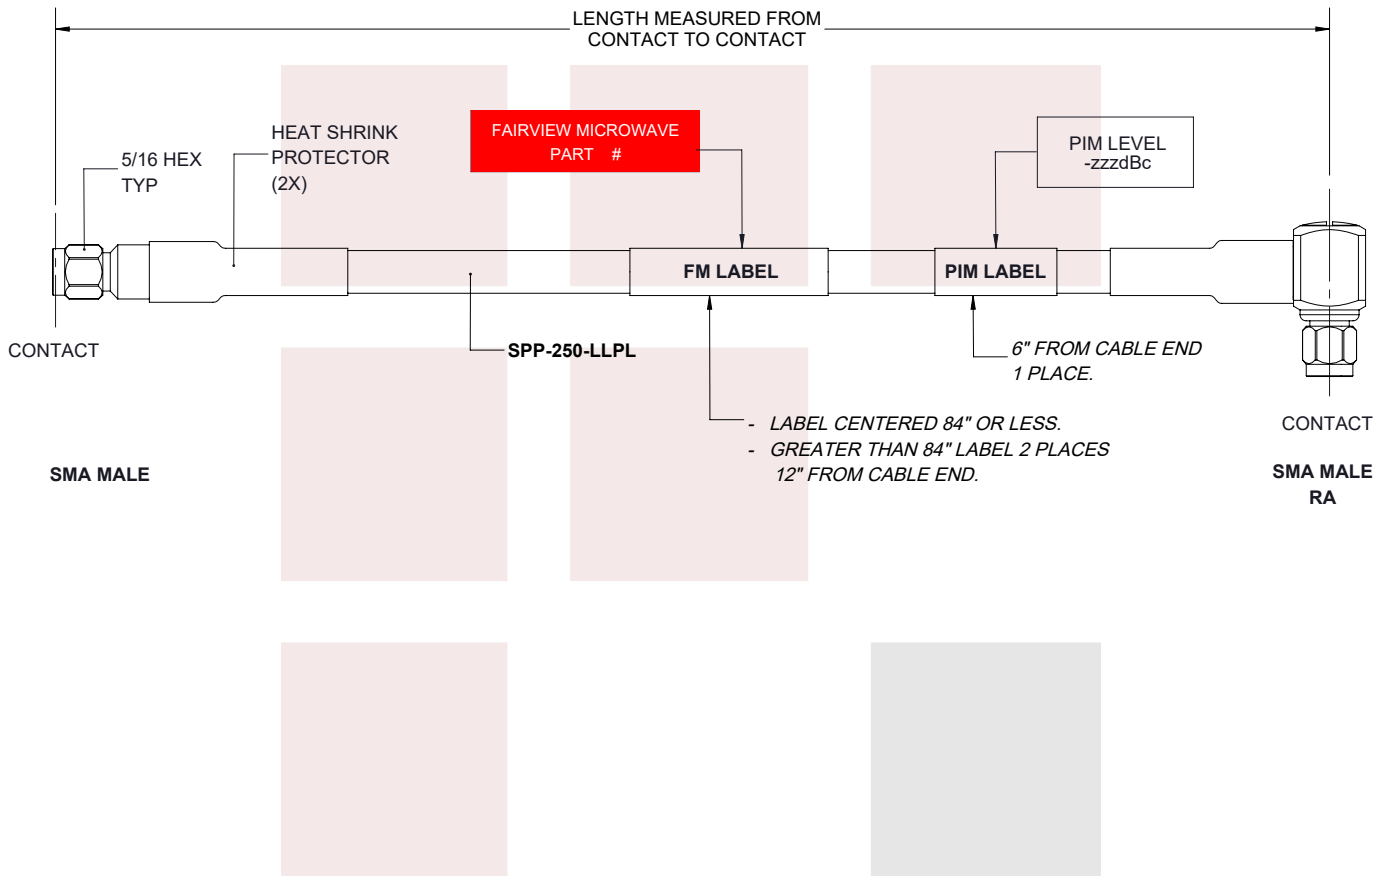 LENGTH MEASURED FROM
CONTACT TO CONTACT
5/16 HEX
TYP
HEAT SHRINK
PROTECTOR
(2X)
FAIRVIEW MICROWAVE
PART #
PIM LEVEL
-zzzdBc
FM LABEL
PIM LABEL
CONTACT
SPP-250-LLPL
6" FROM CABLE END
1 PLACE.
- LABEL CENTERED 84" OR LESS.
- GREATER THAN 84" LABEL 2 PLACES
12" FROM CABLE END.
CONTACT
SMA MALE
SMA MALE
RA